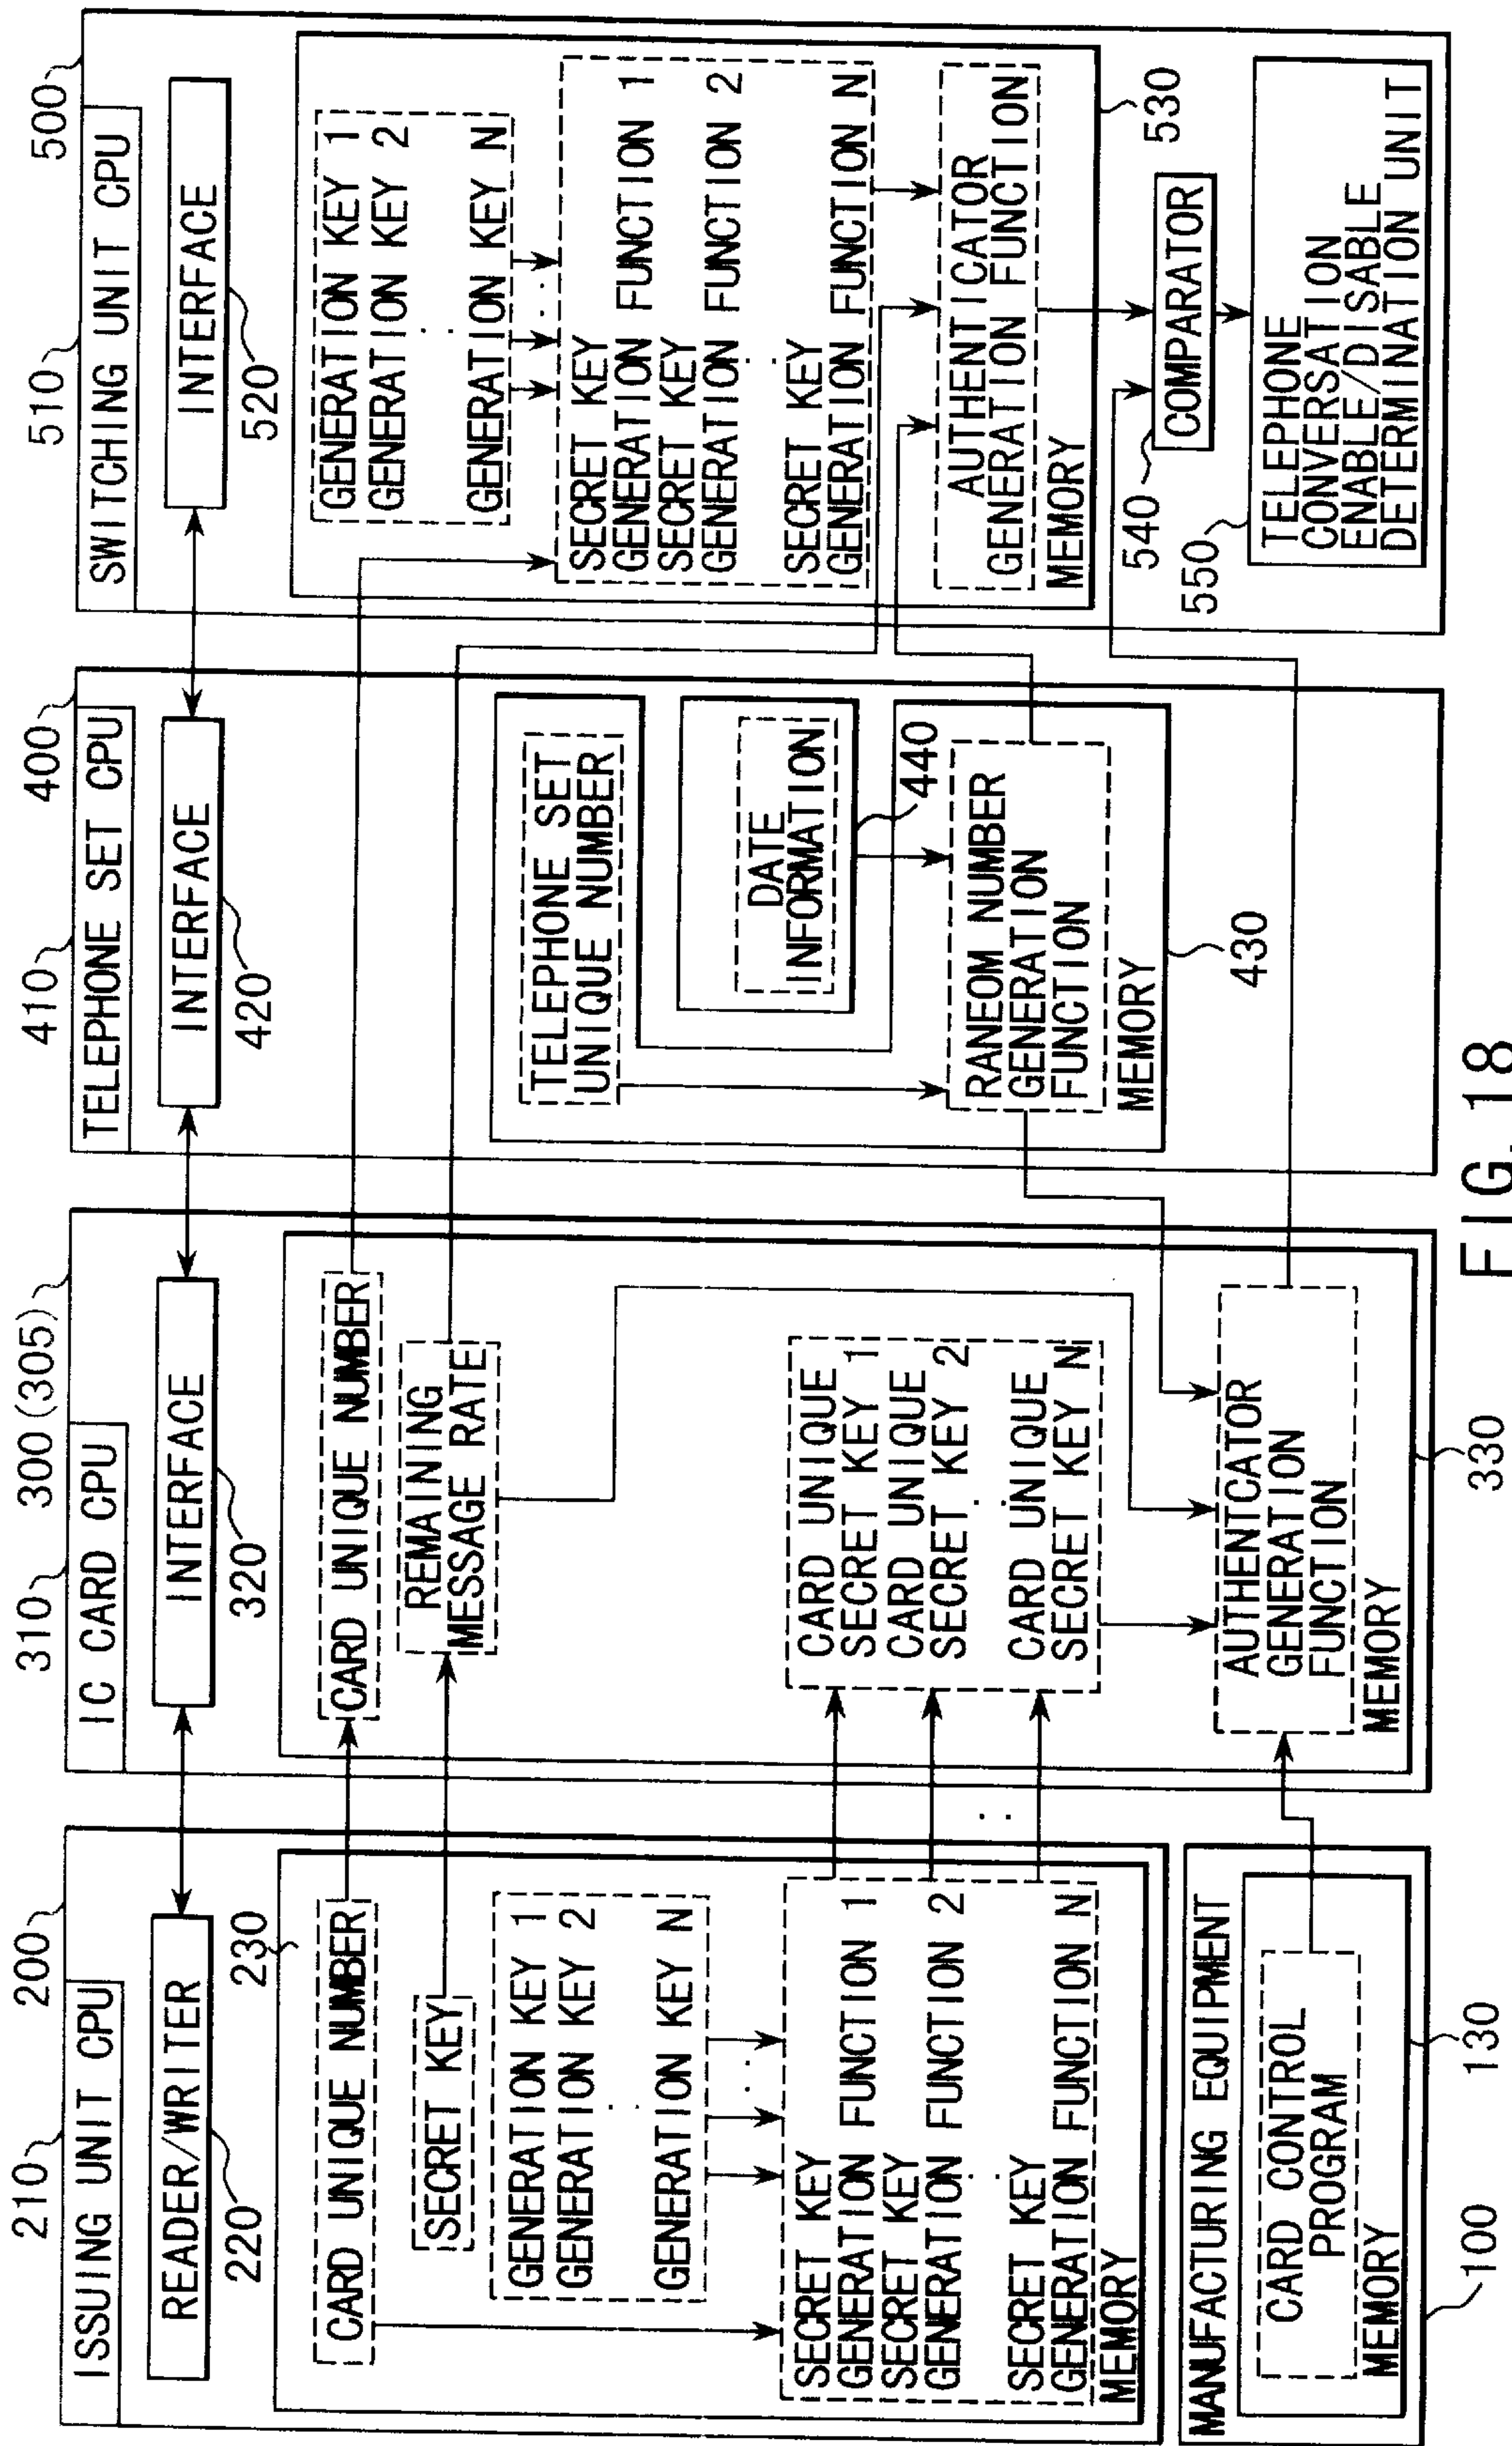 210
200
ISSUING UNIT CPU
READER/WRITER
220
230
CARD UNIQUE NUMBER
SECRET KEY
GENERATION KEY 1
GENERATION KEY 2
. .
GENERATION KEY N
. .
SECRET KEY
GENERATION FUNCTION 1
SECRET KEY
GENERATION FUNCTION 2
. .
SECRET KEY
GENERATION FUNCTION N
MEMORY
. .
MANUFACTURING EQUIPMENT
CARD CONTROL
PROGRAM
MEMORY
100
130
310
300(305)
IC CARD CPU
INTERFACE
320
CARD UNIQUE NUMBER
REMAINING
MESSAGE RATE
CARD UNIQUE
SECRET KEY 1
CARD UNIQUE
SECRET KEY 2
. .
CARD UNIQUE
SECRET KEY N
AUTHENTCATOR
GENERATION
FUNCTION
MEMORY
330
410
400
TELEPHONE SET CPU
INTERFACE
420
TELEPHONE SET
UNIQUE NUMBER
DATE
INFORMATION
440
RANEOM NUMBER
GENERATION
FUNCTION
MEMORY
430
510
500
SWITCHING UNIT CPU
INTERFACE
520
GENERATION KEY 1
GENERATION KEY 2
. .
GENERATION KEY N
. .
SECRET KEY
GENERATION FUNCTION 1
SECRET KEY
GENERATION FUNCTION 2
. .
SECRET KEY
GENERATION FUNCTION N
AUTHENTICATOR
GENERATION FUNCTION
MEMORY
530
540
COMPARATOR
550
TELEPHONE
CONVERSATION
ENABLE/DISABLE
DETERMINATION UNIT
FIG. 18